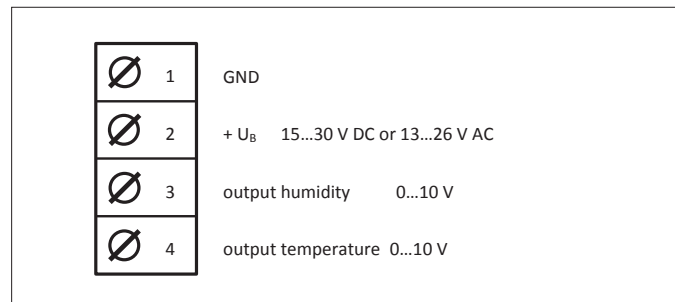 1 GND
2 + UB 15...30 V DC or 13...26 V AC
3 output humidity 0...10 V
4 output temperature 0...10 V